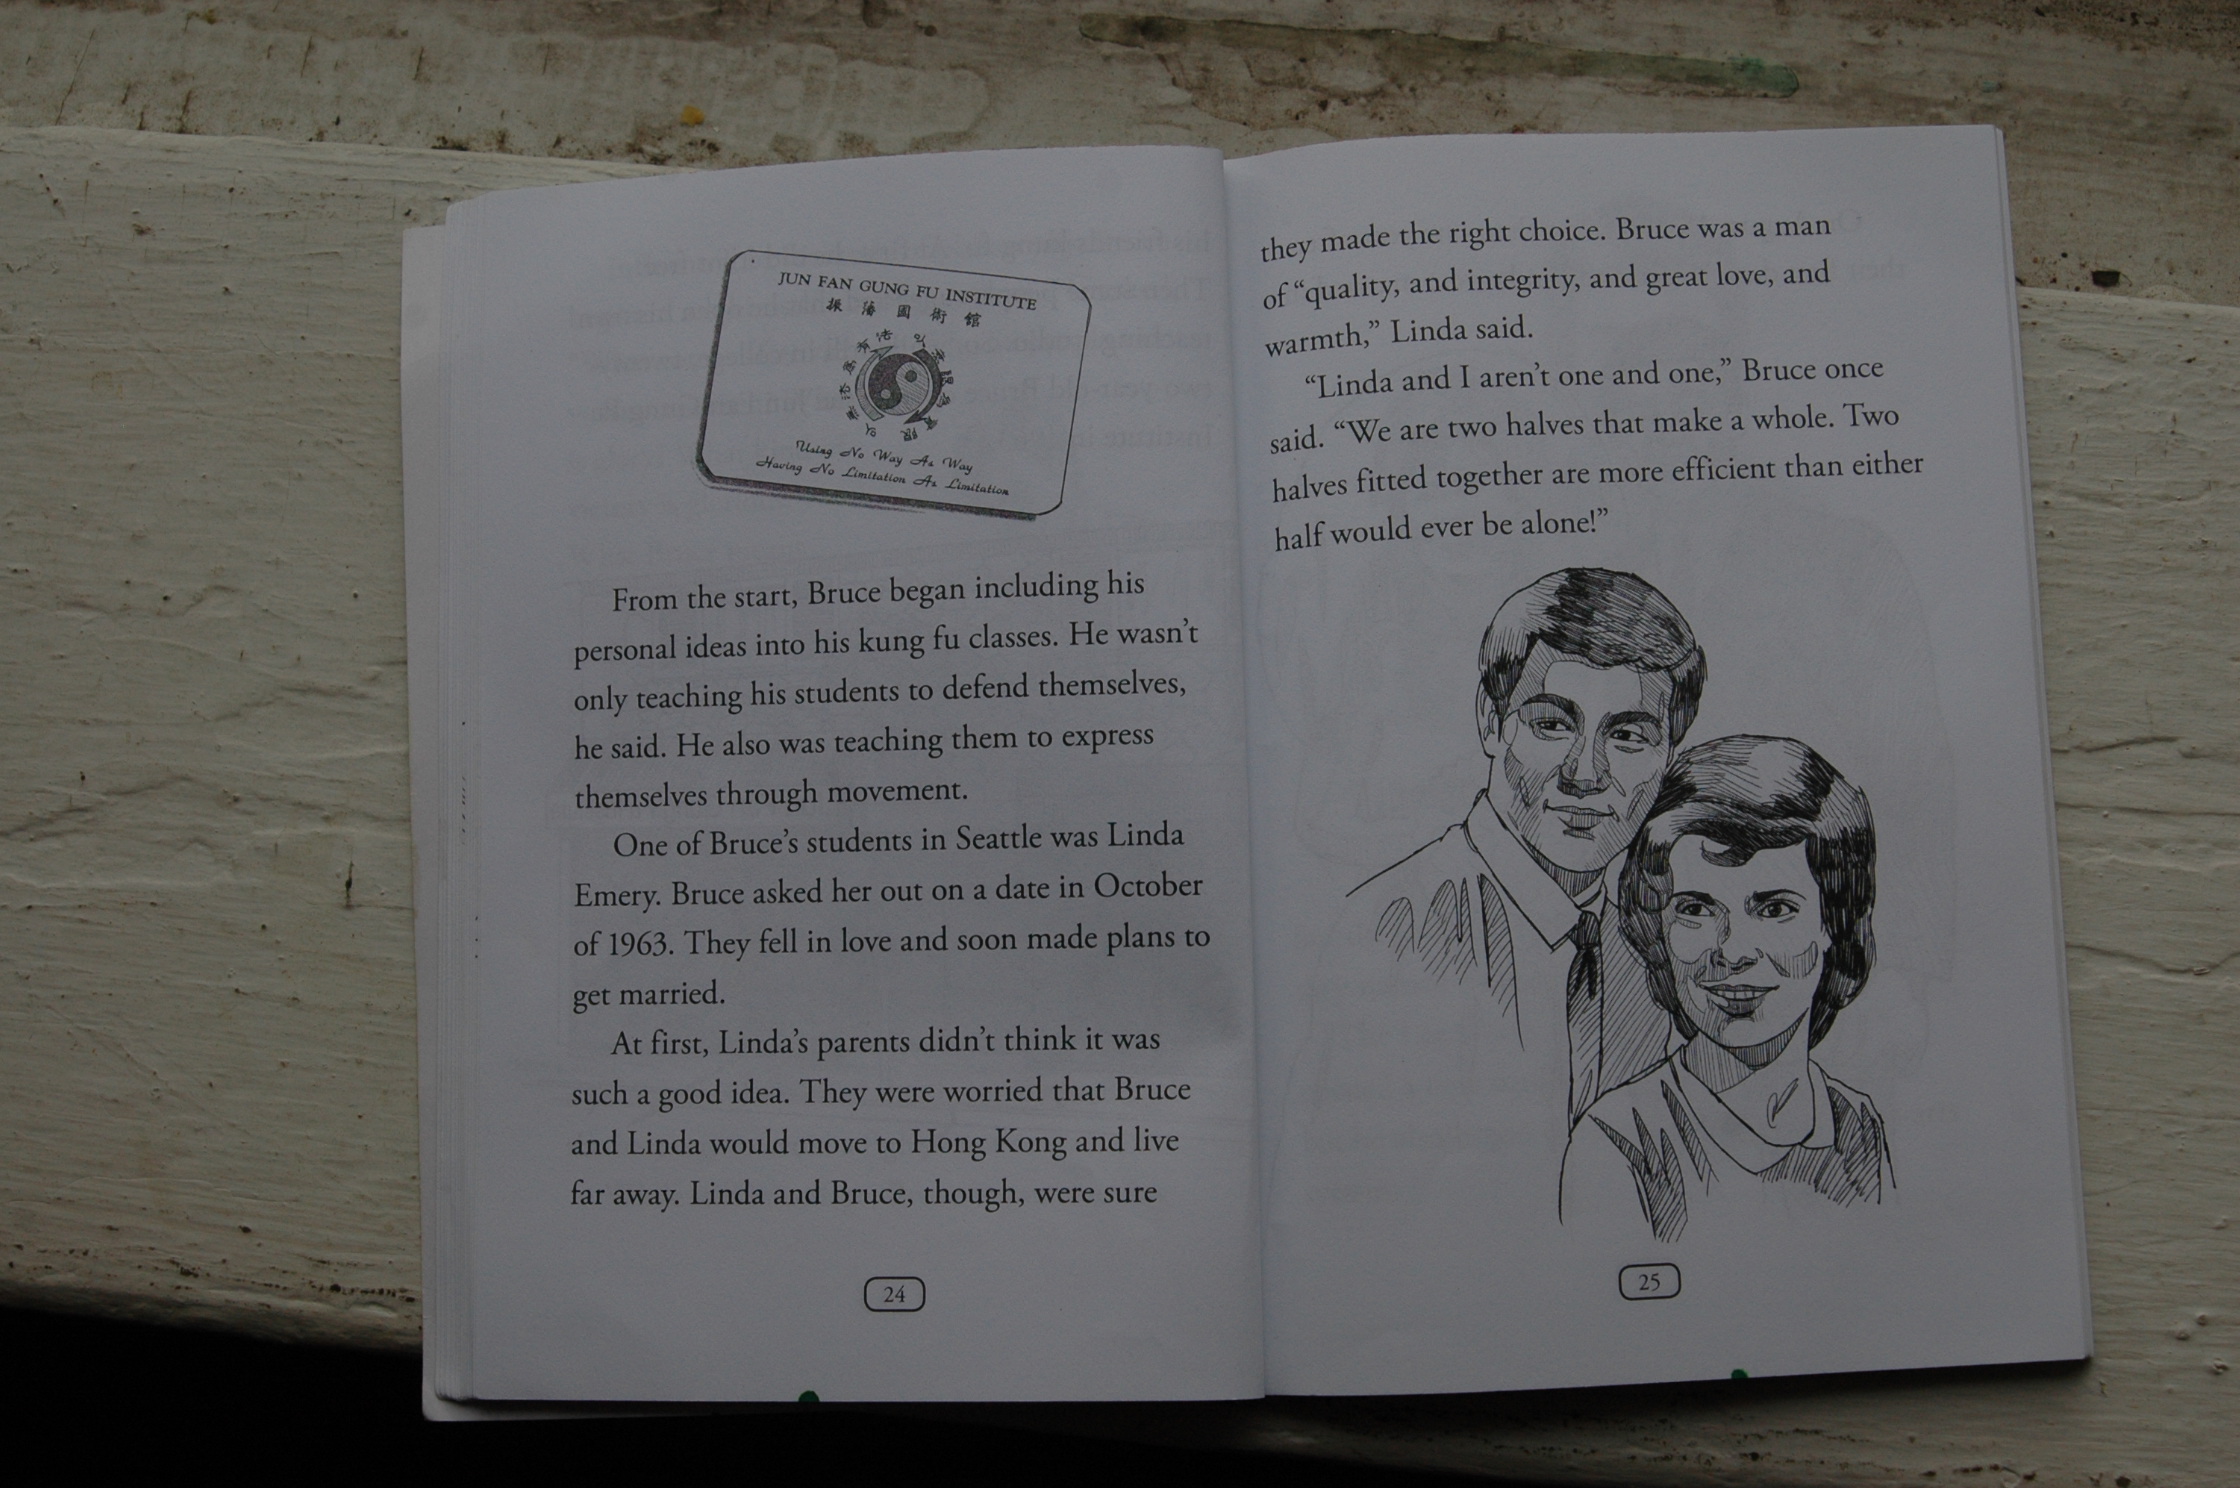 JUN FAN GUNG FU INSTITUTE
振藩國術館
Using No Way As Way
Having No Limitation As Limitation
From the start, Bruce began including his
personal ideas into his kung fu classes. He wasn’t
only teaching his students to defend themselves,
he said. He also was teaching them to express
themselves through movement.
One of Bruce’s students in Seattle was Linda
Emery. Bruce asked her out on a date in October
of 1963. They fell in love and soon made plans to
get married.
At first, Linda’s parents didn’t think it was
such a good idea. They were worried that Bruce
and Linda would move to Hong Kong and live
far away. Linda and Bruce, though, were sure
24
they made the right choice. Bruce was a man
of “quality, and integrity, and great love, and
warmth,” Linda said.
“Linda and I aren’t one and one,” Bruce once
said. “We are two halves that make a whole. Two
halves fitted together are more efficient than either
half would ever be alone!”
25